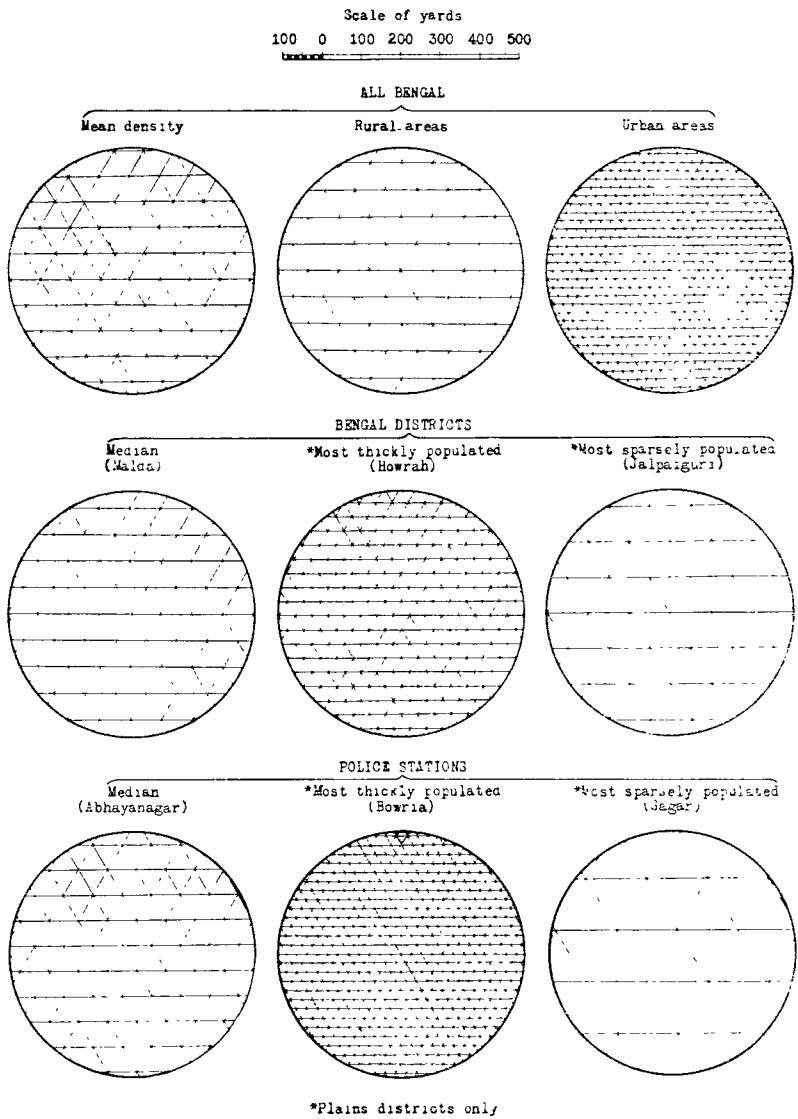 Scale of yards
100 0 100 200 300 400 500
ALL BENGAL
Mean density Rural areas Urban areas
BENGAL DISTRICTS
Median *Most thickly populated *Most sparsely populated
(Malda) (Howrah) (Jalpaiguri)
POLICE STATIONS
Median *Most thickly populated *Most sparsely populated
(Abhayanagar) (Bowria) (Sagar)
*Plains districts only